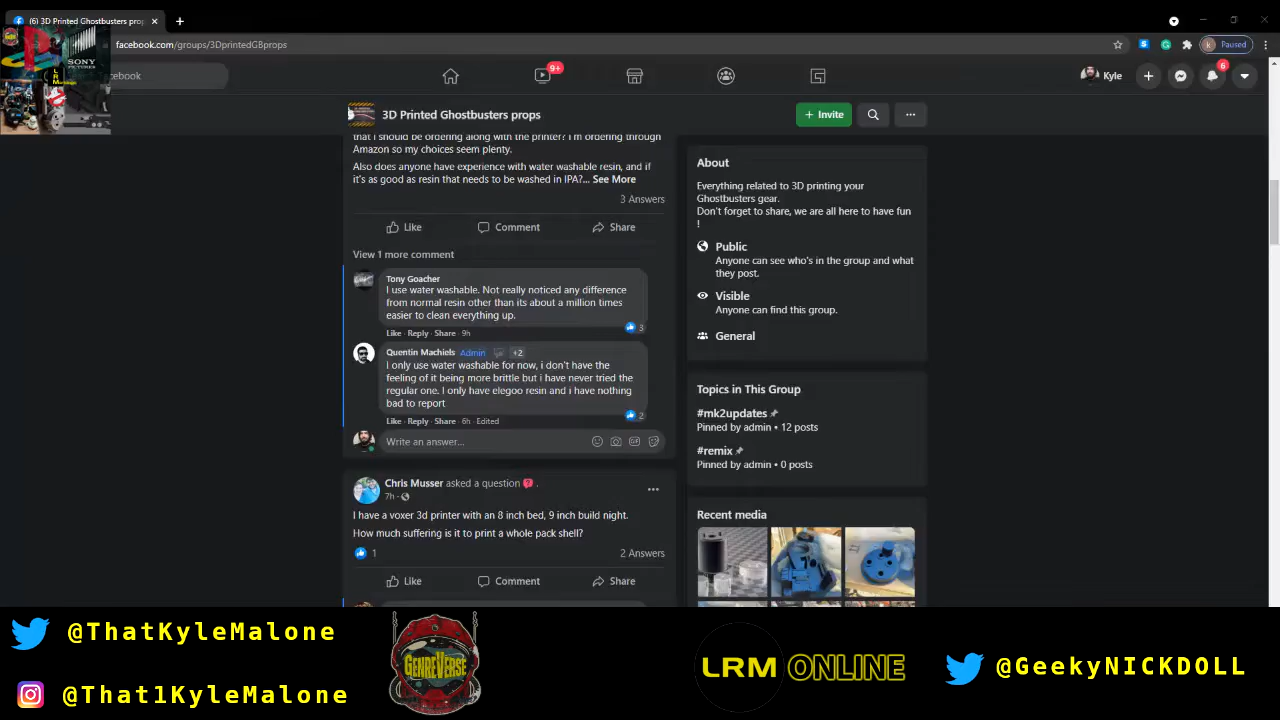 (6) 3D Printed Ghostbusters prop
facebook.com/groups/3DprintedGBprops
Paused
SONY
PICTURES
LRM
cebook
9+
Kyle
6
3D Printed Ghostbusters props
+ Invite
that i should be ordering along with the printer? I'm ordering through
Amazon so my choices seem plenty.
Also does anyone have experience with water washable resin, and if
it's as good as resin that needs to be washed in IPA?... See More
3 Answers
Like
Comment
Share
View 1 more comment
Tony Goacher
I use water washable. Not really noticed any difference
from normal resin other than its about a million times
easier to clean everything up.
3
Like · Reply · Share · 9h
Quentin Machiels Admin +2
I only use water washable for now, i don't have the
feeling of it being more brittle but i have never tried the
regular one. I only have elegoo resin and i have nothing
bad to report
2
Like · Reply · Share · 6h · Edited
Write an answer...
GIF
Chris Musser asked a question ? .
7h ·
I have a voxer 3d printer with an 8 inch bed, 9 inch build night.
How much suffering is it to print a whole pack shell?
1
2 Answers
Like
Comment
Share
About
Everything related to 3D printing your
Ghostbusters gear.
Don't forget to share, we are all here to have fun
!
Public
Anyone can see who's in the group and what
they post.
Visible
Anyone can find this group.
General
Topics in This Group
#mk2updates
Pinned by admin • 12 posts
#remix
Pinned by admin • 0 posts
Recent media
@ThatKyleMalone
@That1KyleMalone
GENREVERSE
LRM ONLINE
@GeekyNICKDOLL